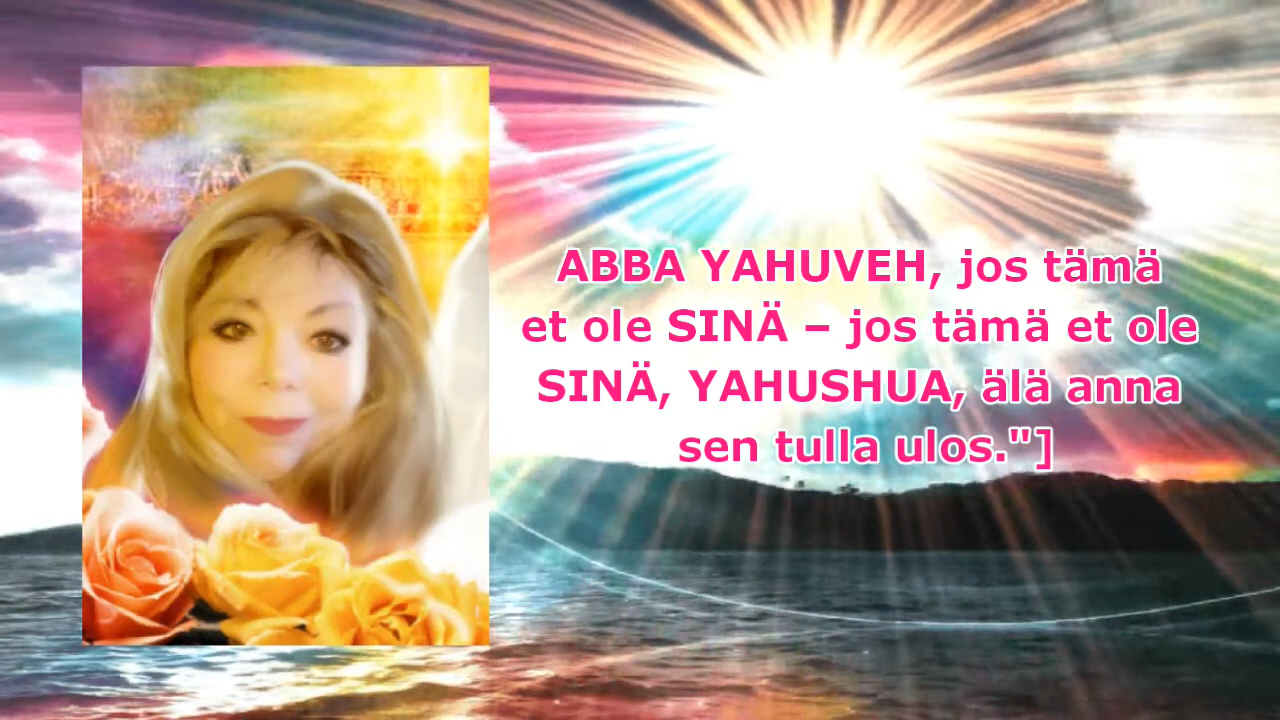 ABBA YAHUVEH, jos tämä
et ole SINÄ – jos tämä et ole
SINÄ, YAHUSHUA, älä anna
sen tulla ulos."]